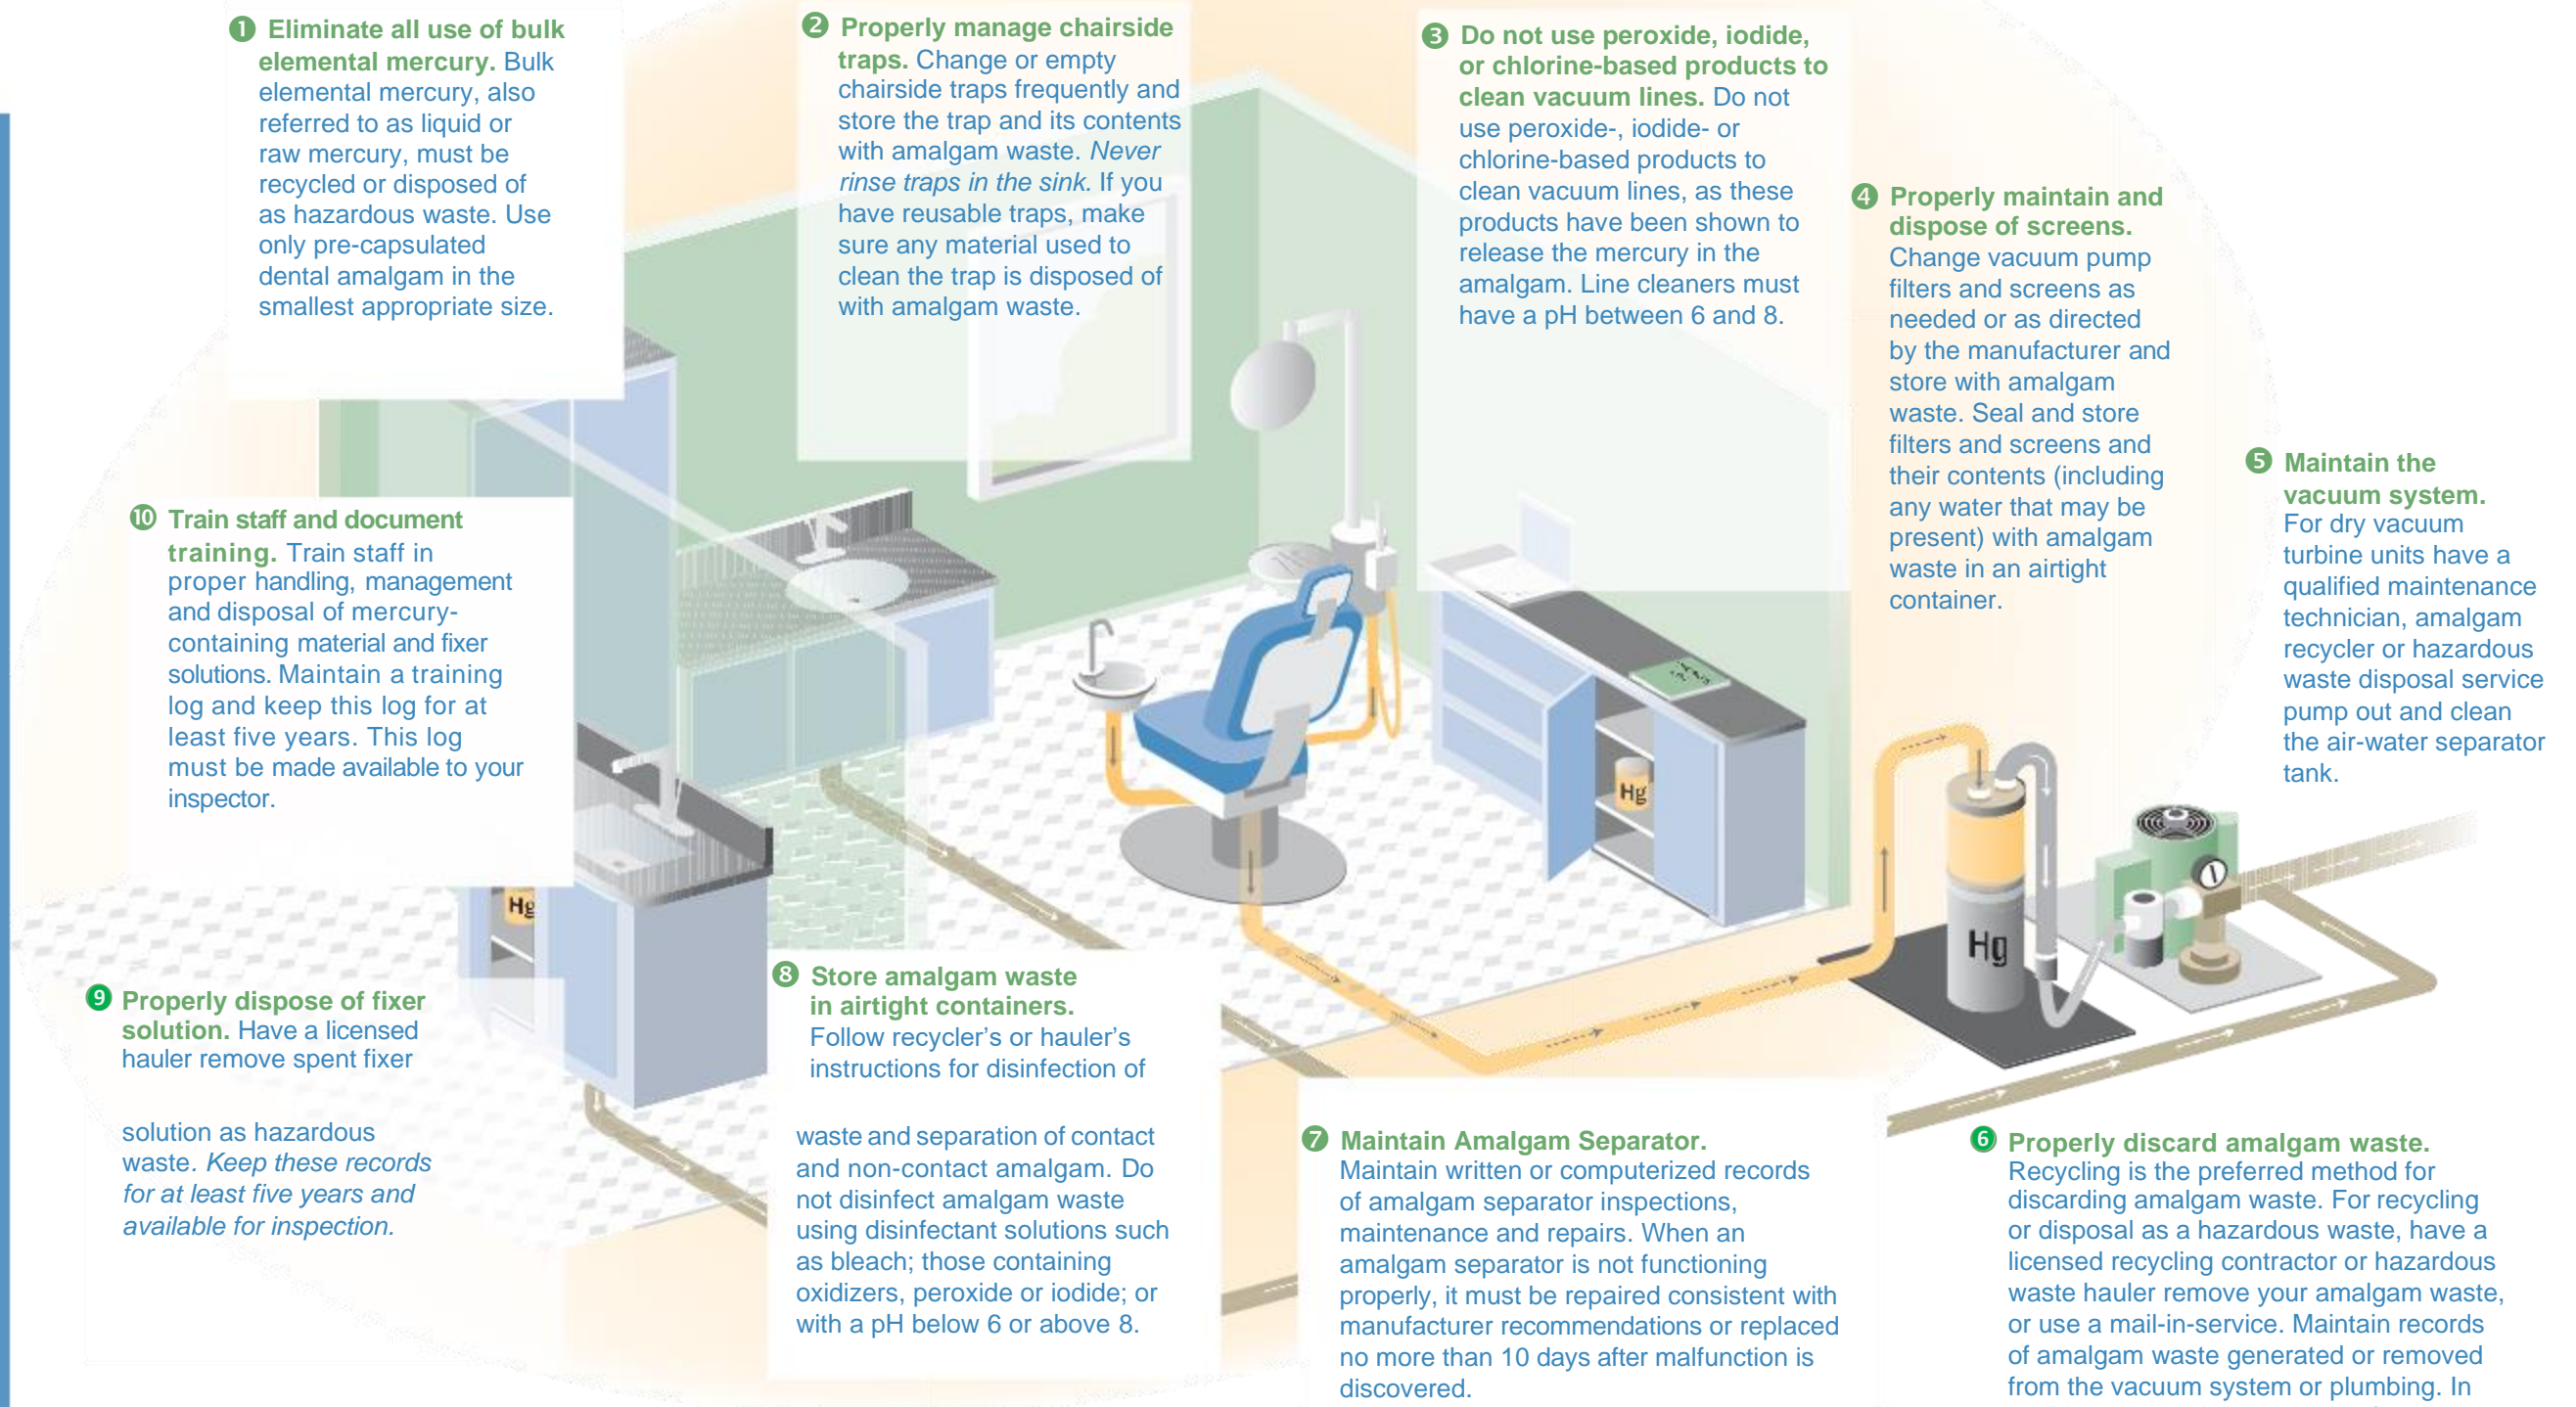 ❶ Eliminate all use of bulk
elemental mercury. Bulk
elemental mercury, also
referred to as liquid or
raw mercury, must be
recycled or disposed of
as hazardous waste. Use
only pre-capsulated
dental amalgam in the
smallest appropriate size.
❷ Properly manage chairside
traps. Change or empty
chairside traps frequently and
store the trap and its contents
with amalgam waste. Never
rinse traps in the sink. If you
have reusable traps, make
sure any material used to
clean the trap is disposed of
with amalgam waste.
❸ Do not use peroxide, iodide,
or chlorine-based products to
clean vacuum lines. Do not
use peroxide-, iodide- or
chlorine-based products to
clean vacuum lines, as these
products have been shown to
release the mercury in the
amalgam. Line cleaners must
have a pH between 6 and 8.
❹ Properly maintain and
dispose of screens.
Change vacuum pump
filters and screens as
needed or as directed
by the manufacturer and
store with amalgam
waste. Seal and store
filters and screens and
their contents (including
any water that may be
present) with amalgam
waste in an airtight
container.
❺ Maintain the
vacuum system.
For dry vacuum
turbine units have a
qualified maintenance
technician, amalgam
recycler or hazardous
waste disposal service
pump out and clean
the air-water separator
tank.
❿ Train staff and document
training. Train staff in
proper handling, management
and disposal of mercury-
containing material and fixer
solutions. Maintain a training
log and keep this log for at
least five years. This log
must be made available to your
inspector.
Hg
Hg
Hg
❾ Properly dispose of fixer
solution. Have a licensed
hauler remove spent fixer
solution as hazardous
waste. Keep these records
for at least five years and
available for inspection.
❽ Store amalgam waste
in airtight containers.
Follow recycler's or hauler's
instructions for disinfection of
waste and separation of contact
and non-contact amalgam. Do
not disinfect amalgam waste
using disinfectant solutions such
as bleach; those containing
oxidizers, peroxide or iodide; or
with a pH below 6 or above 8.
❼ Maintain Amalgam Separator.
Maintain written or computerized records
of amalgam separator inspections,
maintenance and repairs. When an
amalgam separator is not functioning
properly, it must be repaired consistent with
manufacturer recommendations or replaced
no more than 10 days after malfunction is
discovered.
❻ Properly discard amalgam waste.
Recycling is the preferred method for
discarding amalgam waste. For recycling
or disposal as a hazardous waste, have a
licensed recycling contractor or hazardous
waste hauler remove your amalgam waste,
or use a mail-in-service. Maintain records
of amalgam waste generated or removed
from the vacuum system or plumbing. In